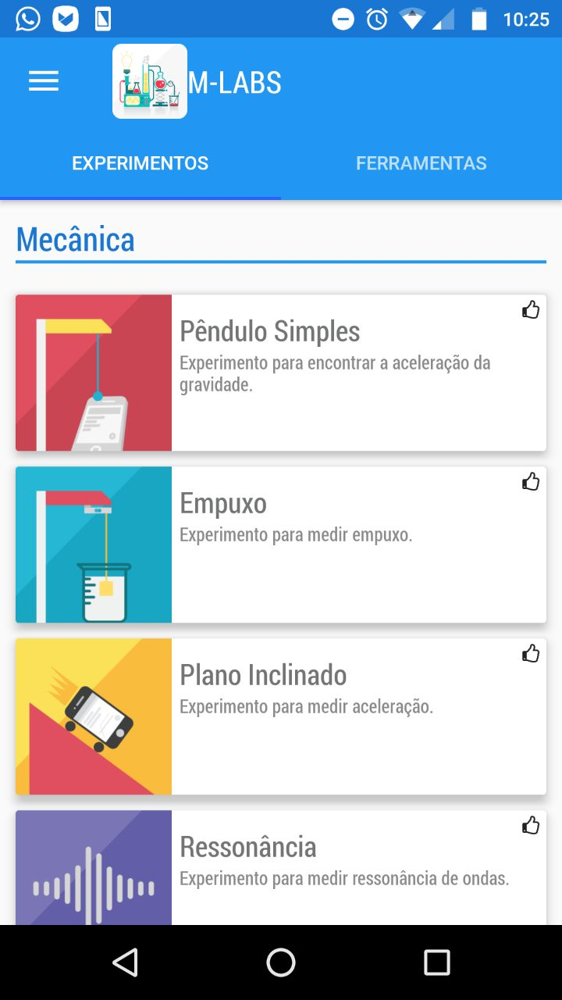 10:25
M-LABS
EXPERIMENTOS
FERRAMENTAS
Mecânica
Pêndulo Simples
Experimento para encontrar a aceleração da
gravidade.
Empuxo
Experimento para medir empuxo.
Plano Inclinado
Experimento para medir aceleração.
Ressonância
Experimento para medir ressonância de ondas.